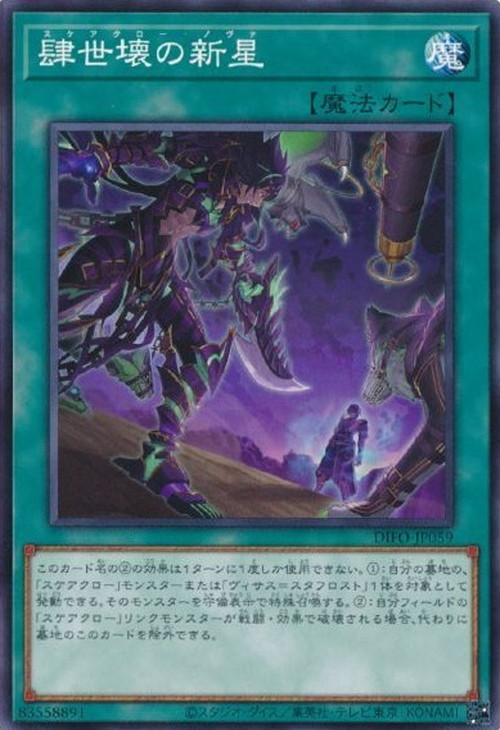 スケアクロー・ノヴァ
肆世壊の新星
魔
【魔法カード】
DIFO-JP059
このカード名の②の効果は1ターンに1度しか使用できない。①：自分の墓地の、
「スケアクロー」モンスターまたは「ヴィサス＝スタフロスト」1体を対象として
発動できる。そのモンスターを守備表示で特殊召喚する。②：自分フィールドの
「スケアクロー」リンクモンスターが戦闘・効果で破壊される場合、代わりに
墓地のこのカードを除外できる。
83558891
©スタジオ・ダイス／集英社・テレビ東京・KONAMI